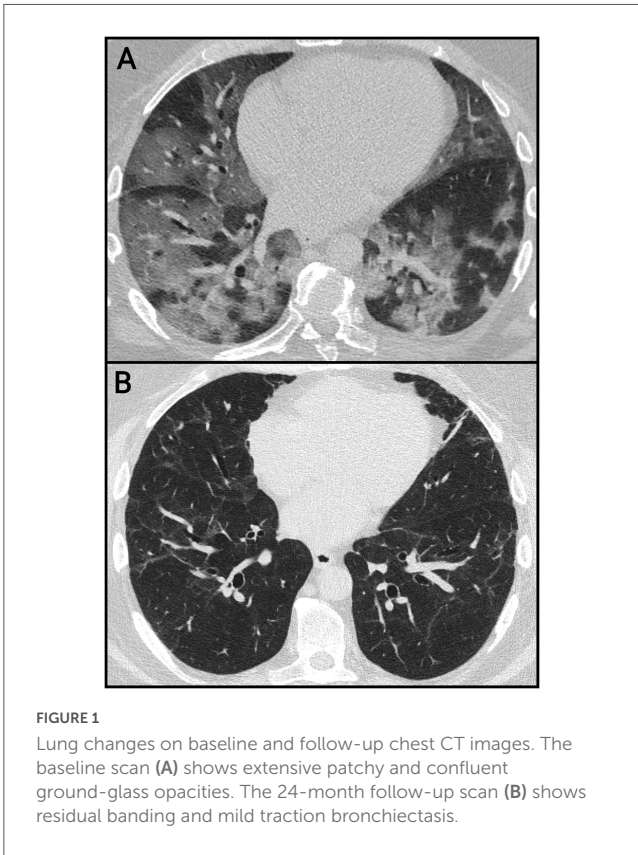 A
B
FIGURE 1
Lung changes on baseline and follow-up chest CT images. The
baseline scan (A) shows extensive patchy and confluent
ground-glass opacities. The 24-month follow-up scan (B) shows
residual banding and mild traction bronchiectasis.